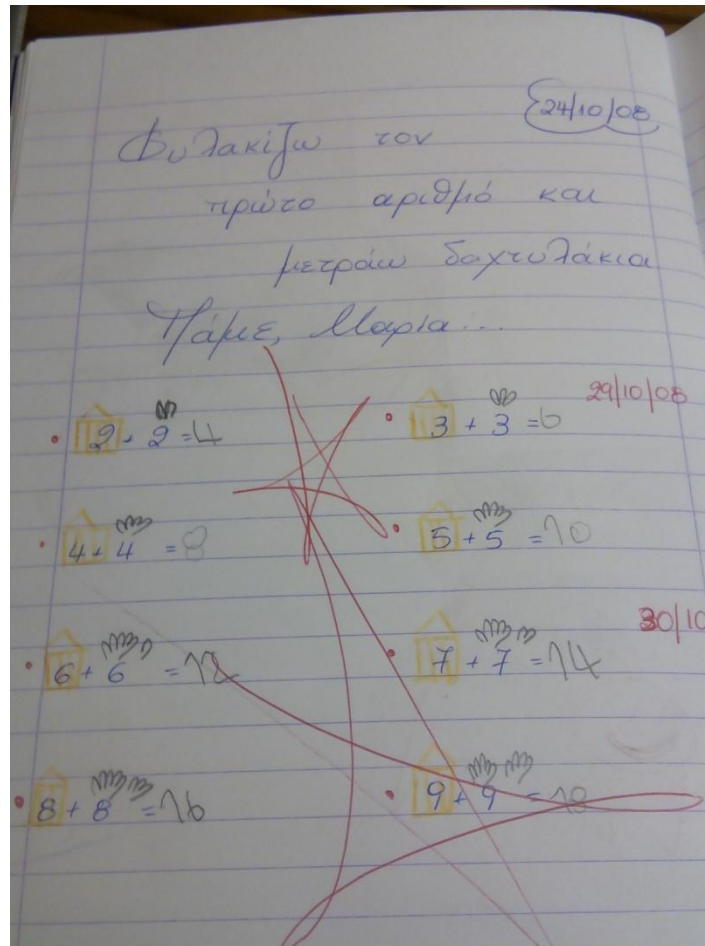 24/10/08
Φυλακίζω τον
πρώτο αριθμό και
μετράω δαχτυλάκια
Πάμε, Μαρία...
29/10/08
2 + 2 = 4
3 + 3 = 6
4 + 4 = 8
5 + 5 = 10
30/10
6 + 6 = 12
7 + 7 = 14
8 + 8 = 16
9 + 9 = 18